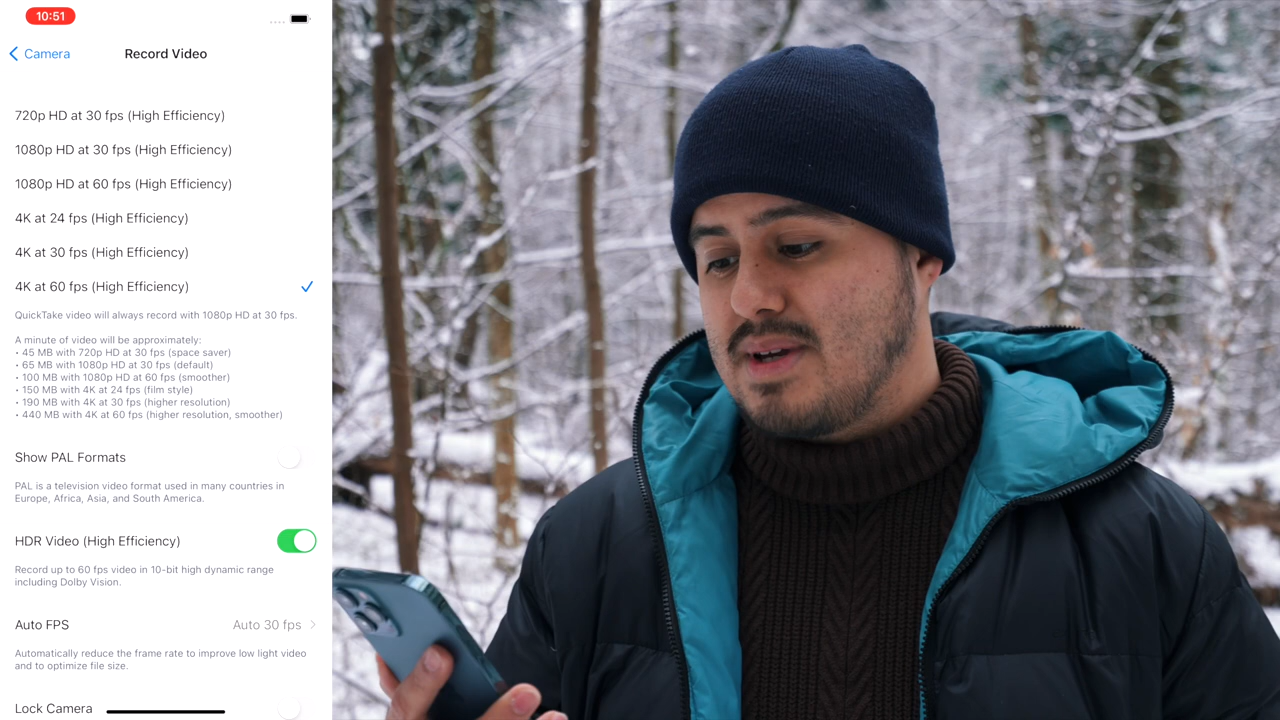 10:51
Camera
Record Video
720p HD at 30 fps (High Efficiency)
1080p HD at 30 fps (High Efficiency)
1080p HD at 60 fps (High Efficiency)
4K at 24 fps (High Efficiency)
4K at 30 fps (High Efficiency)
4K at 60 fps (High Efficiency)
QuickTake video will always record with 1080p HD at 30 fps.
A minute of video will be approximately:
• 45 MB with 720p HD at 30 fps (space saver)
• 65 MB with 1080p HD at 30 fps (default)
• 100 MB with 1080p HD at 60 fps (smoother)
• 150 MB with 4K at 24 fps (film style)
• 190 MB with 4K at 30 fps (higher resolution)
• 440 MB with 4K at 60 fps (higher resolution, smoother)
Show PAL Formats
PAL is a television video format used in many countries in
Europe, Africa, Asia, and South America.
HDR Video (High Efficiency)
Record up to 60 fps video in 10-bit high dynamic range
including Dolby Vision.
Auto FPS
Auto 30 fps
Automatically reduce the frame rate to improve low light video
and to optimize file size.
Lock Camera